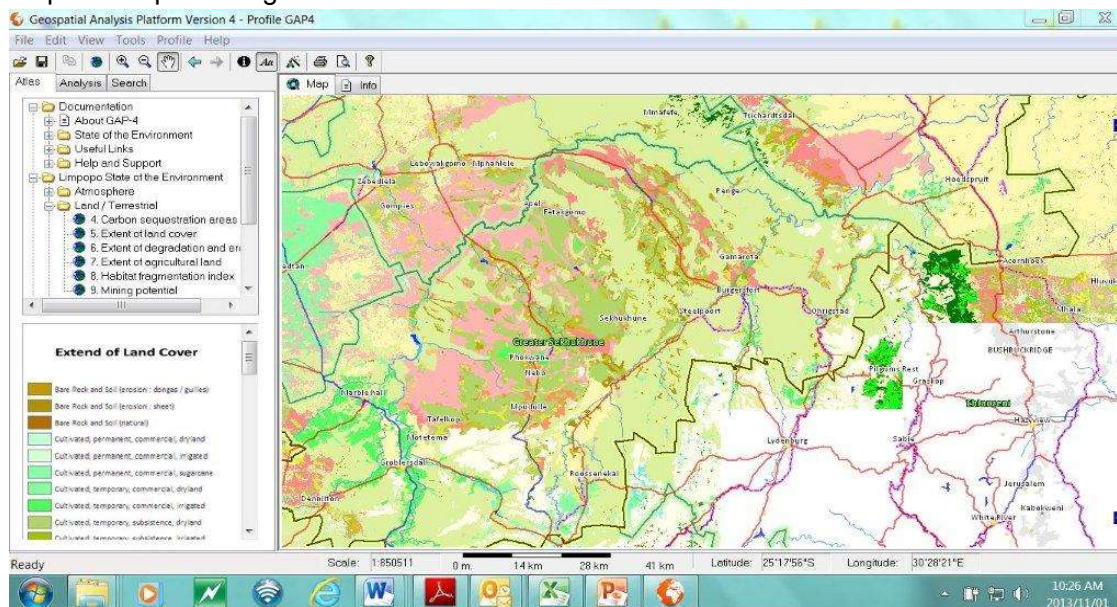 Geospatial Analysis Platform Version 4 - Profile GAP4
File Edit View Tools Profile Help
Atlas Analysis Search
Map Info
Documentation
About GAP-4
State of the Environment
Useful Links
Help and Support
Limpopo State of the Environment
Atmosphere
Land / Terrestrial
4. Carbon sequestration areas
5. Extent of land cover
6. Extent of degradation and er
7. Extent of agricultural land
8. Habitat fragmentation index
9. Mining potential
Extend of Land Cover
Bare Rock and Soil (erosion : dongas / gullies)
Bare Rock and Soil (erosion : sheet)
Bare Rock and Soil (natural)
Cultivated, permanent, commercial, dryland
Cultivated, permanent, commercial, irrigated
Cultivated, permanent, commercial, sugarcane
Cultivated, temporary, commercial, dryland
Cultivated, temporary, commercial, irrigated
Cultivated, temporary, subsistence, dryland
Cultivated, temporary, subsistence, irrigated
Mmafefe
Lebowakgomo Mphahlele
Zebediela
Hoedspruit
Penge
Gompies
Apel
Fetasgomo
Gamarota
Acornhoek
Burgersfort
Steelpoort
Ohrigstad
Sekhukhune
Mhala
Arthurstone
Greater Sekhukhune
Phokwane
Nebo
BUSHBUCKRIDGE
Pilgrims Rest
Graskop
Marble hall
Mpudulle
Ehlanzeni
Tafelkop
Hazyview
Motetema
Lydenburg
Sabie
Groblersdal
Roossenekal
Jerusalem
Dennilton
Kabokweni
White River
Ready
Scale: 1:850511
0 m. 14 km 28 km 41 km
Latitude: 25°17'56"S
Longitude: 30°28'21"E
10:26 AM
2013/11/01